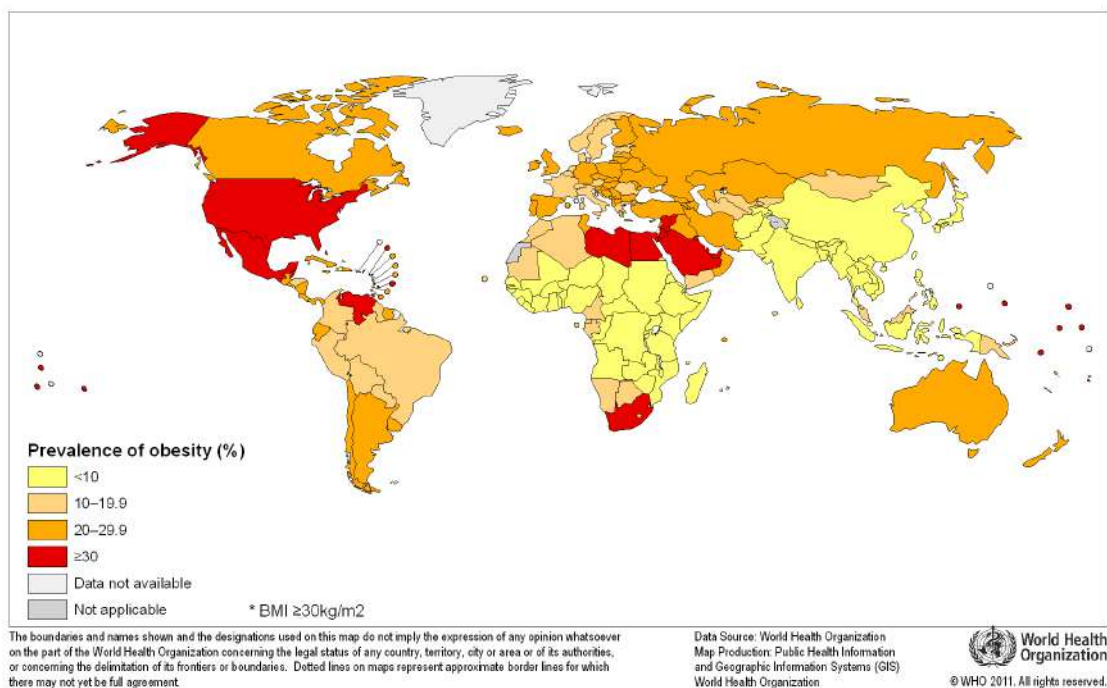 Prevalence of obesity (%)
<10
10–19.9
20–29.9
≥30
Data not available
Not applicable
* BMI ≥30kg/m2
The boundaries and names shown and the designations used on this map do not imply the expression of any opinion whatsoever
on the part of the World Health Organization concerning the legal status of any country, territory, city or area or of its authorities,
or concerning the delimitation of its frontiers or boundaries. Dotted lines on maps represent approximate border lines for which
there may not yet be full agreement.
Data Source: World Health Organization
Map Production: Public Health Information
and Geographic Information Systems (GIS)
World Health Organization
World Health
Organization
© WHO 2011. All rights reserved.